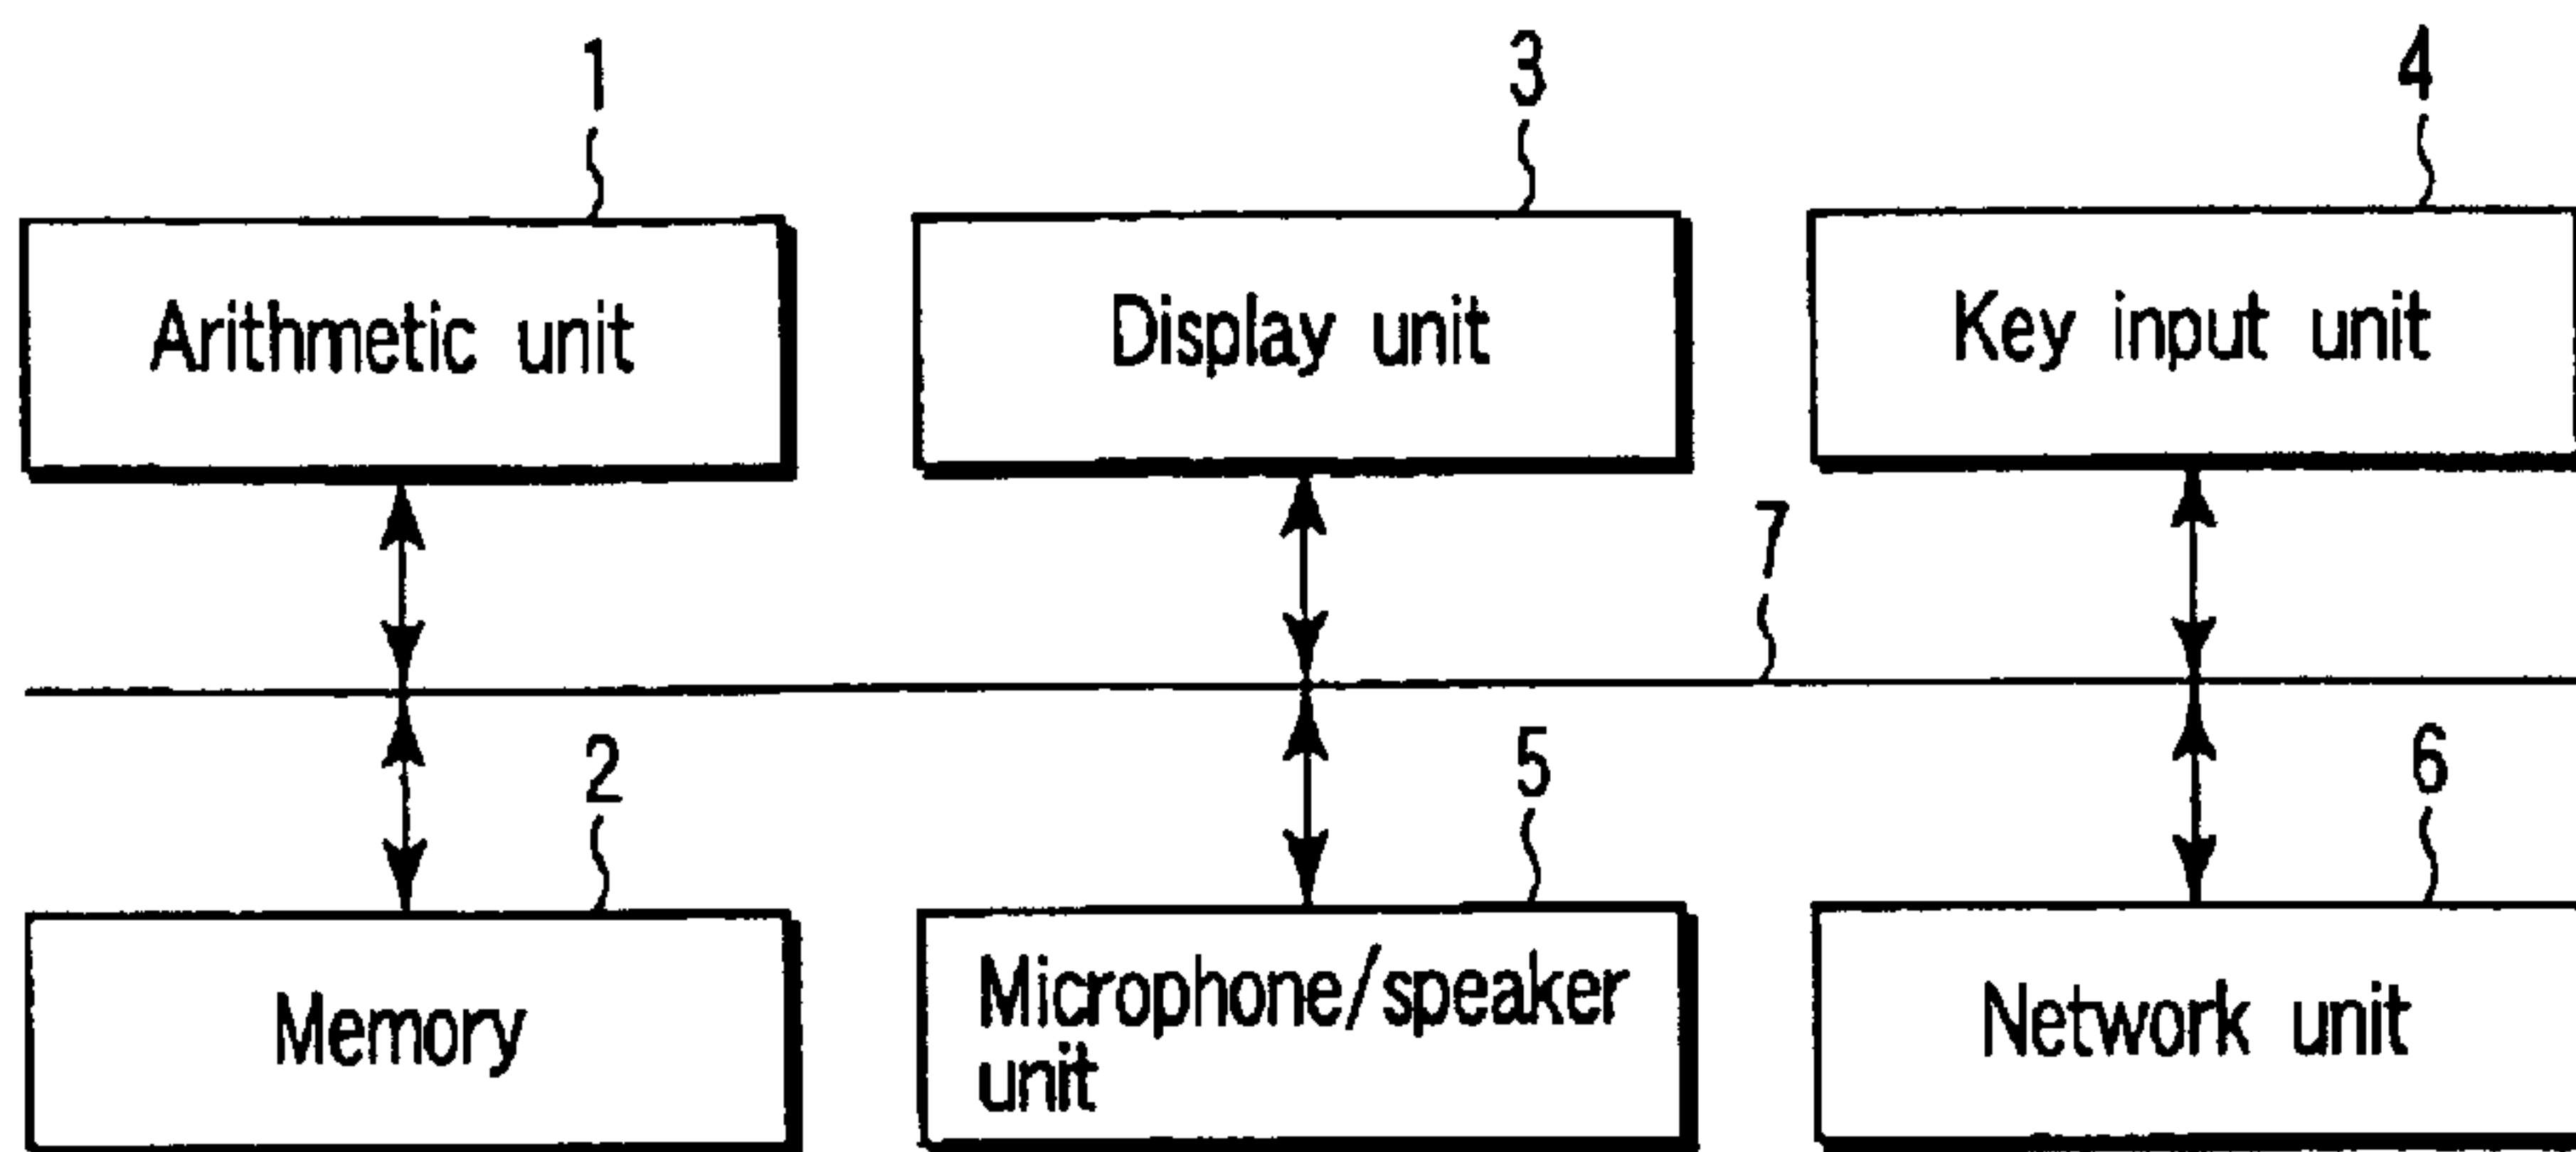 1
3
4
Arithmetic unit
Display unit
Key input unit
7
2
5
6
Memory
Microphone/speaker
unit
Network unit